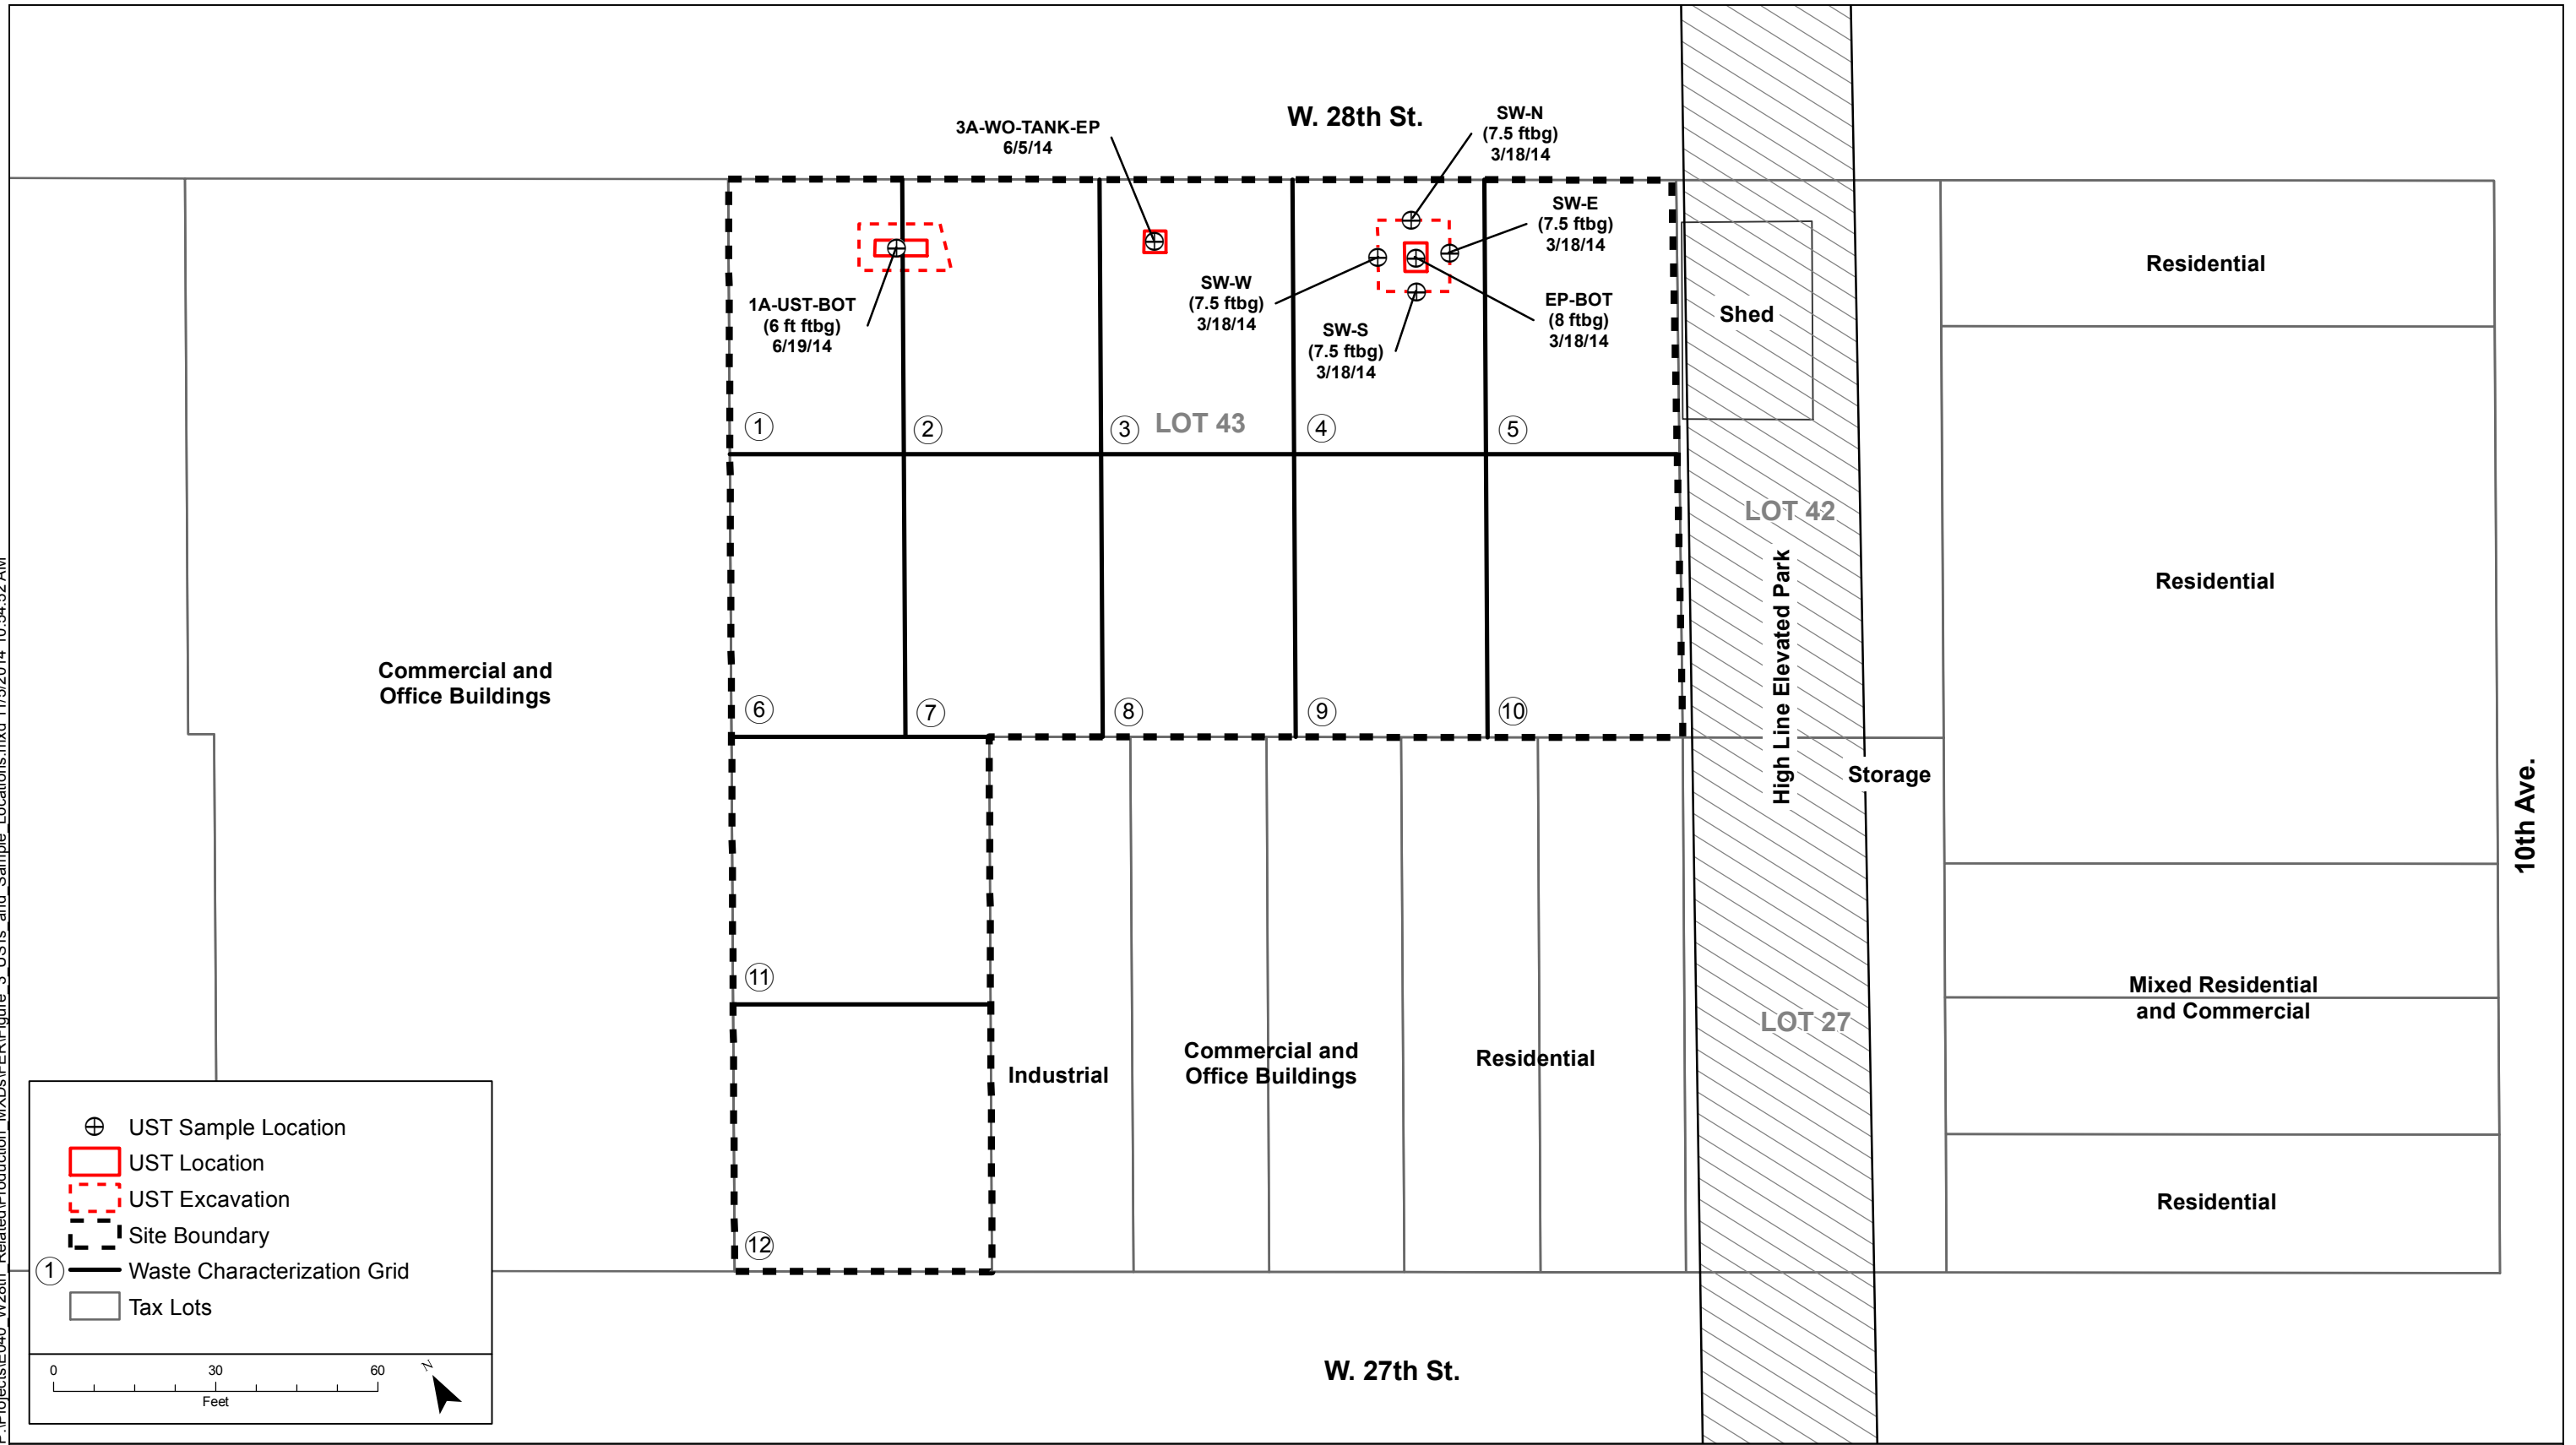 W. 28th St.
3A-WO-TANK-EP
6/5/14
SW-N
(7.5 ftbg)
3/18/14
SW-E
(7.5 ftbg)
3/18/14
1A-UST-BOT
(6 ft ftbg)
6/19/14
SW-W
(7.5 ftbg)
3/18/14
SW-S
(7.5 ftbg)
3/18/14
EP-BOT
(8 ftbg)
3/18/14
Shed
Residential
1
2
3
LOT 43
4
5
LOT 42
Residential
Commercial and
Office Buildings
High Line Elevated Park
6
7
8
9
10
Storage
10th Ave.
11
Mixed Residential
and Commercial
LOT 27
Industrial
Commercial and
Office Buildings
Residential
Residential
12
UST Sample Location
UST Location
UST Excavation
Site Boundary
1 Waste Characterization Grid
Tax Lots
0 30 60
Feet
N
W. 27th St.